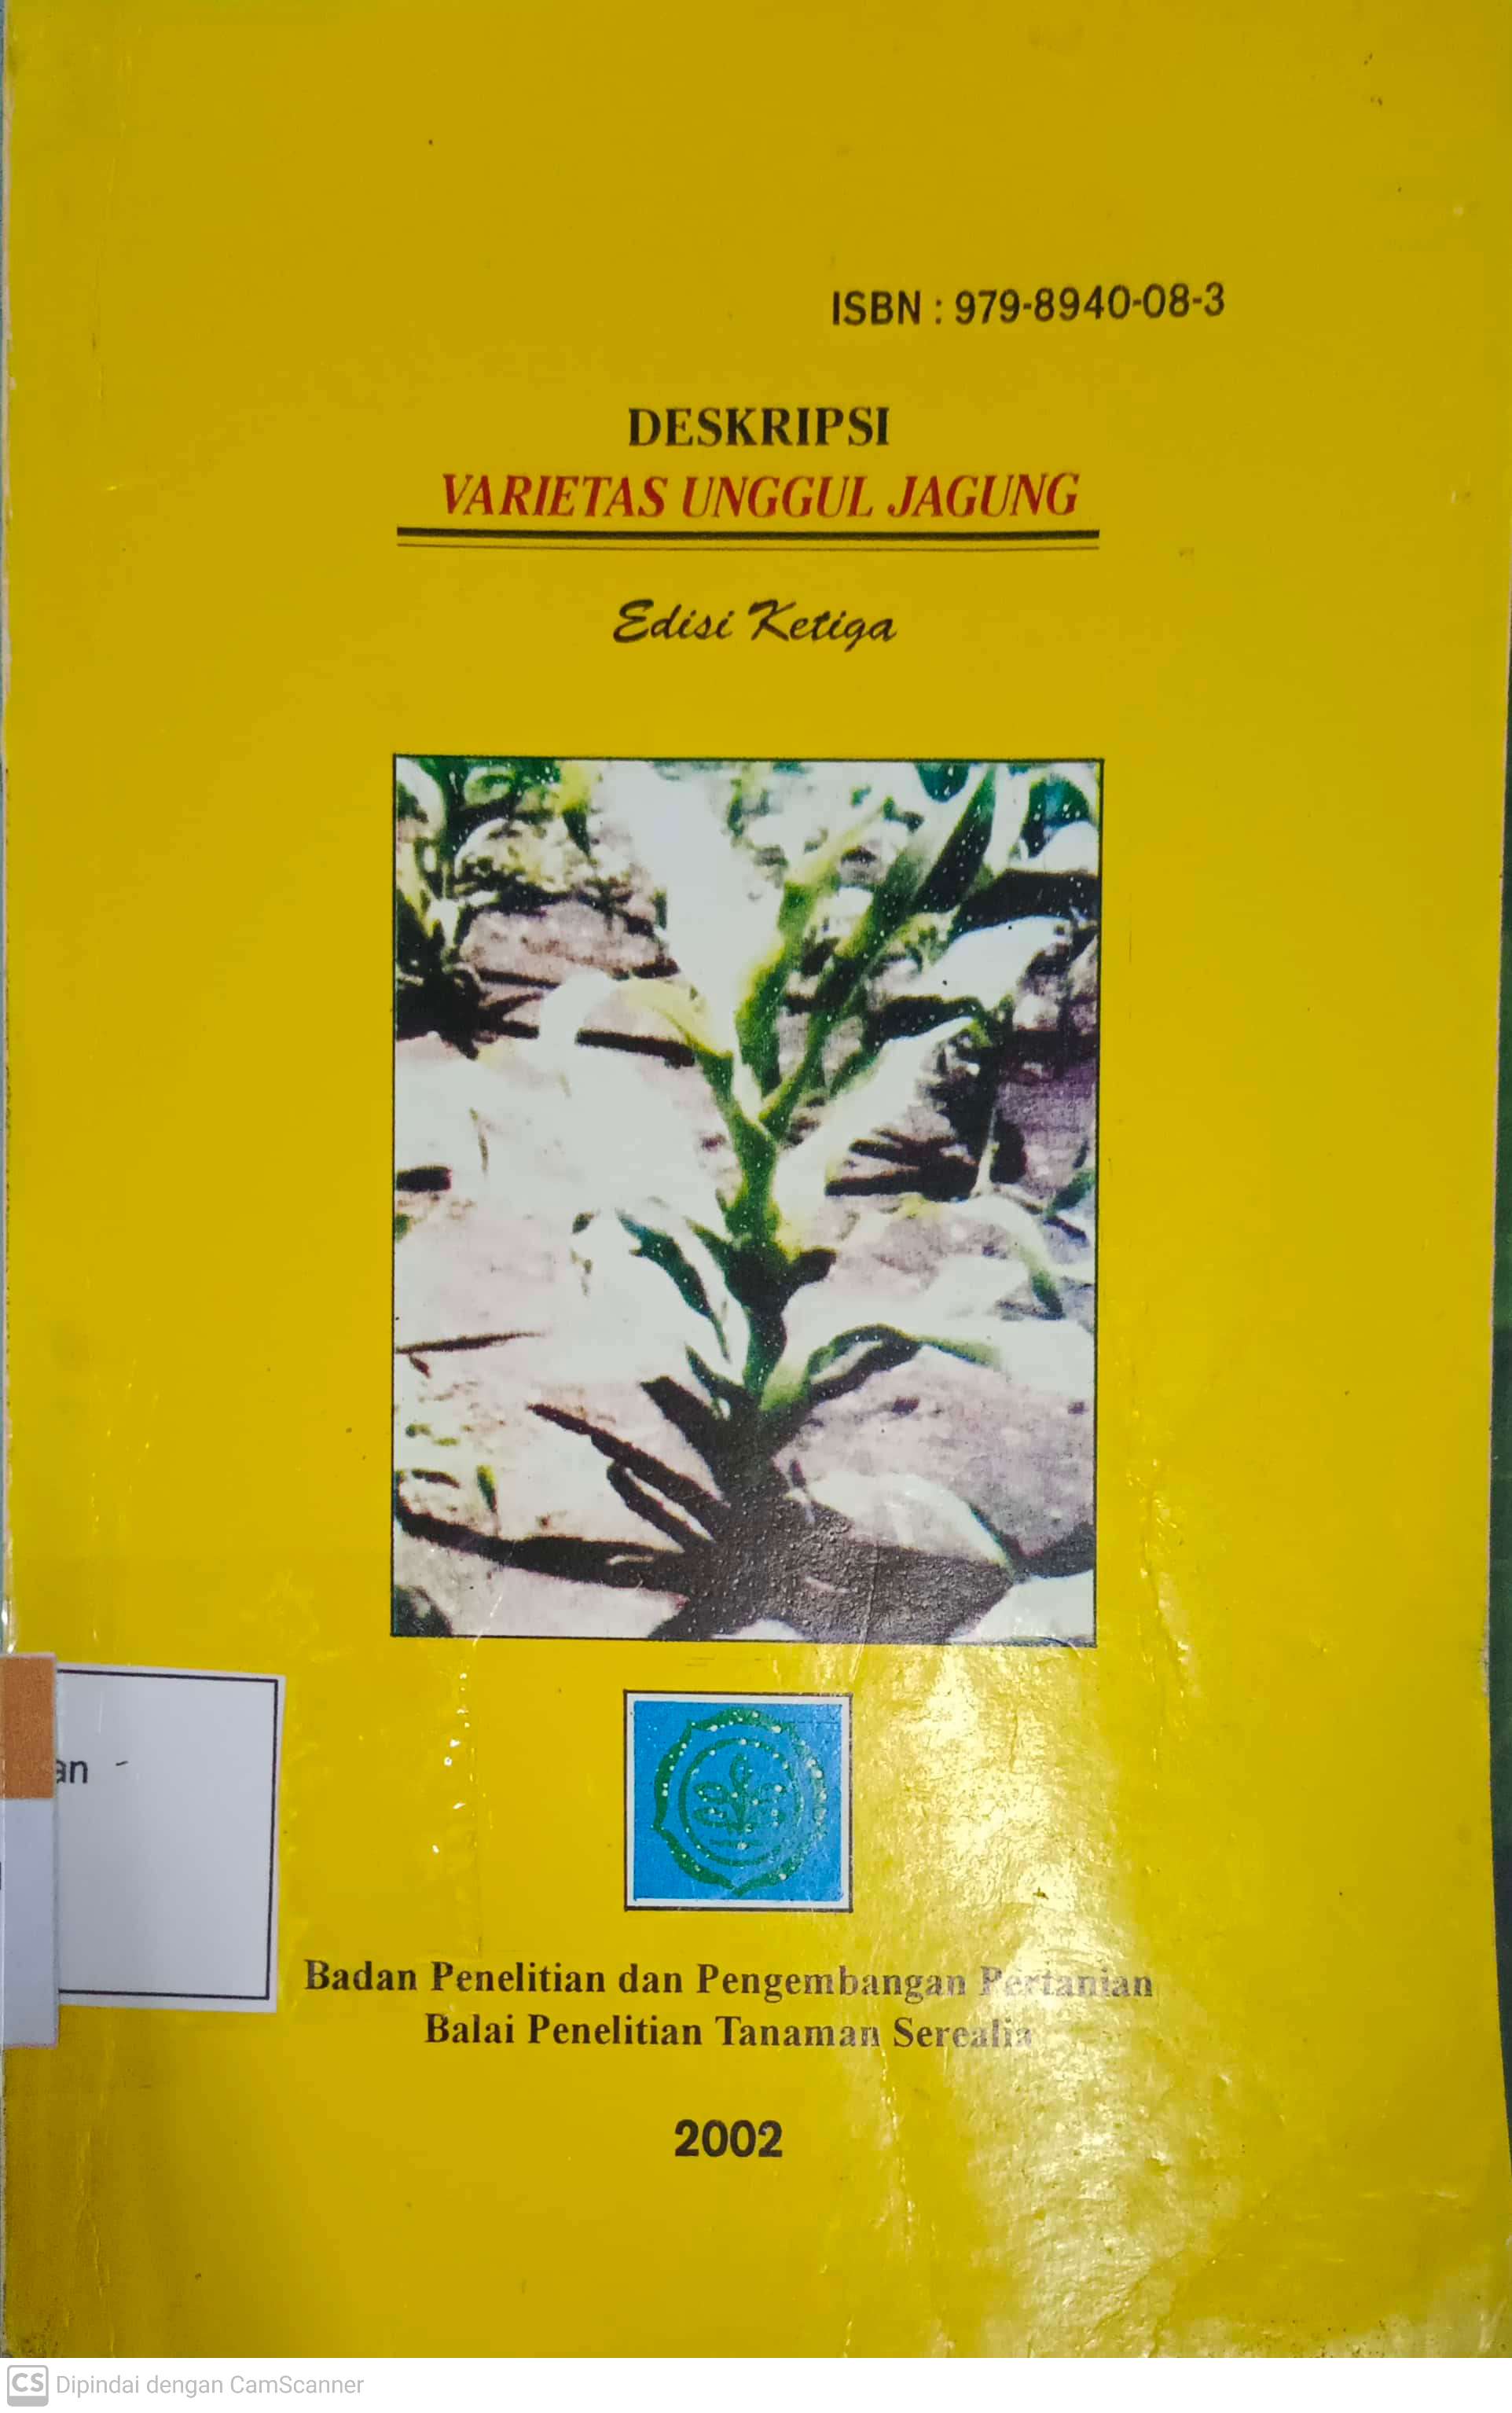 ISBN : 979-8940-08-3
DESKRIPSI
VARIETAS UNGGUL JAGUNG
Edisi Ketiga
an -
Badan Penelitian dan Pengembangan Pertanian
Balai Penelitian Tanaman Serealia
2002
CS Dipindai dengan CamScanner